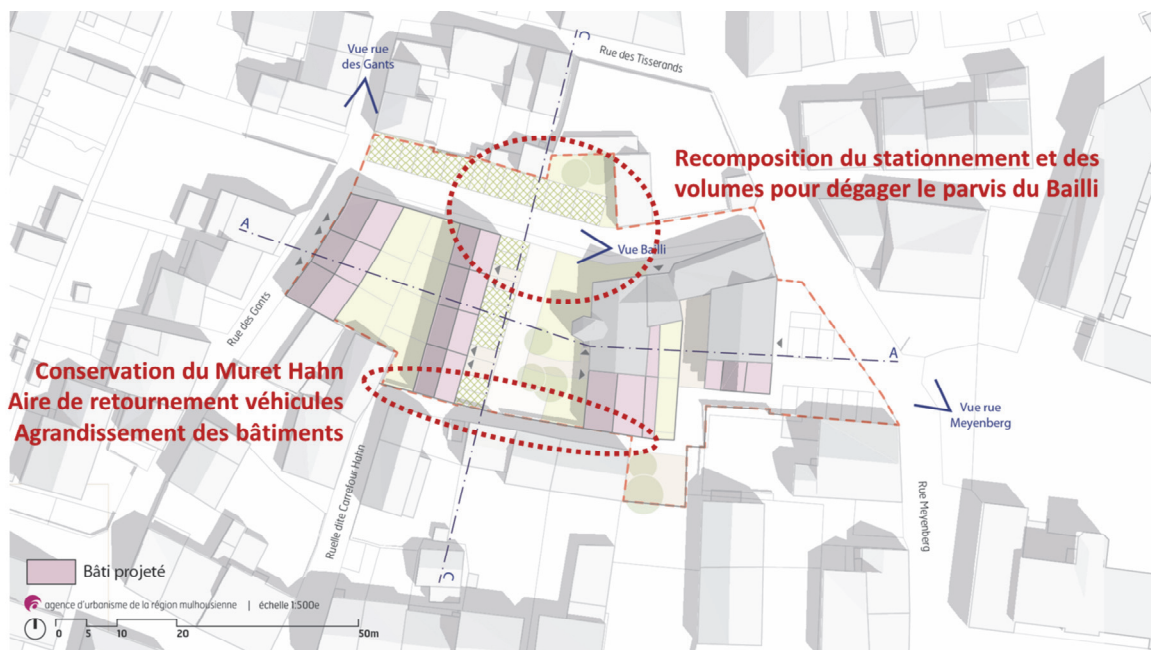 Vue rue
des Gants
C
Rue des Tisserands
Recomposition du stationnement et des
volumes pour dégager le parvis du Bailli
A
Vue Bailli
Rue des Gants
A
Conservation du Muret Hahn
Aire de retournement véhicules
Agrandissement des bâtiments
Vue rue
Meyenberg
Ruelle dite Carrefour Hahn
Rue Meyenberg
C
Bâti projeté
agence d'urbanisme de la région mulhousienne | échelle 1:500e
0 5 10 20 50m